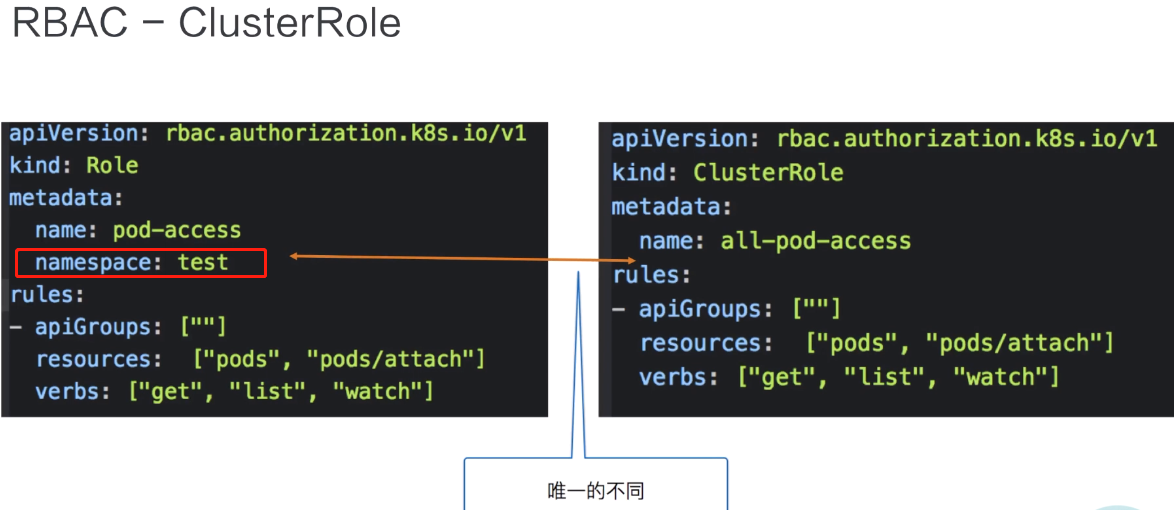 RBAC – ClusterRole
apiVersion: rbac.authorization.k8s.io/v1
kind: Role
metadata:
  name: pod-access
  namespace: test
rules:
- apiGroups: [""]
  resources:  ["pods", "pods/attach"]
  verbs: ["get", "list", "watch"]
apiVersion: rbac.authorization.k8s.io/v1
kind: ClusterRole
metadata:
  name: all-pod-access
rules:
- apiGroups: [""]
  resources:  ["pods", "pods/attach"]
  verbs: ["get", "list", "watch"]
唯一的不同